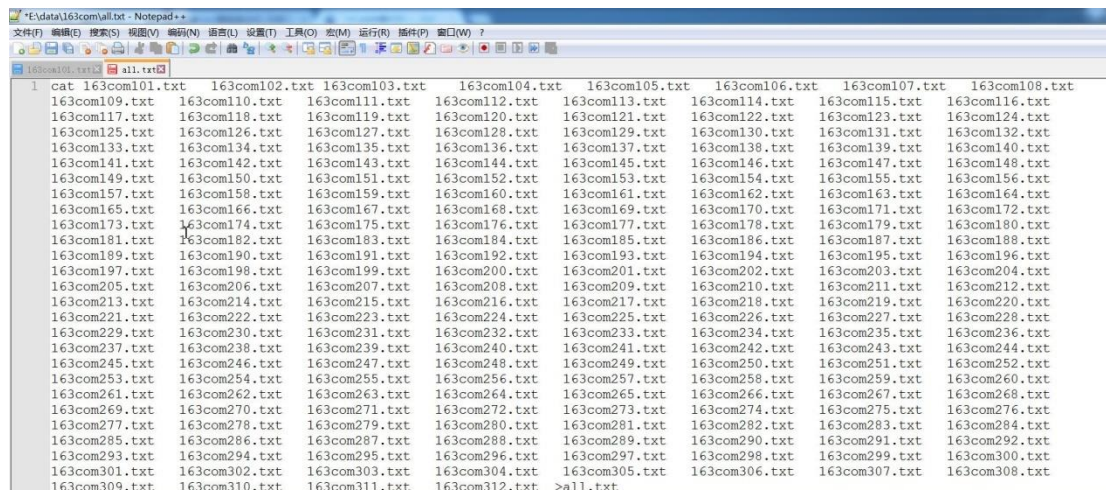 *E:\data\163com\all.txt - Notepad++
文件(F) 编辑(E) 搜索(S) 视图(V) 编码(N) 语言(L) 设置(T) 工具(O) 宏(M) 运行(R) 插件(P) 窗口(W) ?
163com101.txt all.txt
1 cat 163com101.txt 163com102.txt 163com103.txt 163com104.txt 163com105.txt 163com106.txt 163com107.txt 163com108.txt
163com109.txt 163com110.txt 163com111.txt 163com112.txt 163com113.txt 163com114.txt 163com115.txt 163com116.txt
163com117.txt 163com118.txt 163com119.txt 163com120.txt 163com121.txt 163com122.txt 163com123.txt 163com124.txt
163com125.txt 163com126.txt 163com127.txt 163com128.txt 163com129.txt 163com130.txt 163com131.txt 163com132.txt
163com133.txt 163com134.txt 163com135.txt 163com136.txt 163com137.txt 163com138.txt 163com139.txt 163com140.txt
163com141.txt 163com142.txt 163com143.txt 163com144.txt 163com145.txt 163com146.txt 163com147.txt 163com148.txt
163com149.txt 163com150.txt 163com151.txt 163com152.txt 163com153.txt 163com154.txt 163com155.txt 163com156.txt
163com157.txt 163com158.txt 163com159.txt 163com160.txt 163com161.txt 163com162.txt 163com163.txt 163com164.txt
163com165.txt 163com166.txt 163com167.txt 163com168.txt 163com169.txt 163com170.txt 163com171.txt 163com172.txt
163com173.txt 163com174.txt 163com175.txt 163com176.txt 163com177.txt 163com178.txt 163com179.txt 163com180.txt
163com181.txt 163com182.txt 163com183.txt 163com184.txt 163com185.txt 163com186.txt 163com187.txt 163com188.txt
163com189.txt 163com190.txt 163com191.txt 163com192.txt 163com193.txt 163com194.txt 163com195.txt 163com196.txt
163com197.txt 163com198.txt 163com199.txt 163com200.txt 163com201.txt 163com202.txt 163com203.txt 163com204.txt
163com205.txt 163com206.txt 163com207.txt 163com208.txt 163com209.txt 163com210.txt 163com211.txt 163com212.txt
163com213.txt 163com214.txt 163com215.txt 163com216.txt 163com217.txt 163com218.txt 163com219.txt 163com220.txt
163com221.txt 163com222.txt 163com223.txt 163com224.txt 163com225.txt 163com226.txt 163com227.txt 163com228.txt
163com229.txt 163com230.txt 163com231.txt 163com232.txt 163com233.txt 163com234.txt 163com235.txt 163com236.txt
163com237.txt 163com238.txt 163com239.txt 163com240.txt 163com241.txt 163com242.txt 163com243.txt 163com244.txt
163com245.txt 163com246.txt 163com247.txt 163com248.txt 163com249.txt 163com250.txt 163com251.txt 163com252.txt
163com253.txt 163com254.txt 163com255.txt 163com256.txt 163com257.txt 163com258.txt 163com259.txt 163com260.txt
163com261.txt 163com262.txt 163com263.txt 163com264.txt 163com265.txt 163com266.txt 163com267.txt 163com268.txt
163com269.txt 163com270.txt 163com271.txt 163com272.txt 163com273.txt 163com274.txt 163com275.txt 163com276.txt
163com277.txt 163com278.txt 163com279.txt 163com280.txt 163com281.txt 163com282.txt 163com283.txt 163com284.txt
163com285.txt 163com286.txt 163com287.txt 163com288.txt 163com289.txt 163com290.txt 163com291.txt 163com292.txt
163com293.txt 163com294.txt 163com295.txt 163com296.txt 163com297.txt 163com298.txt 163com299.txt 163com300.txt
163com301.txt 163com302.txt 163com303.txt 163com304.txt 163com305.txt 163com306.txt 163com307.txt 163com308.txt
163com309.txt 163com310.txt 163com311.txt 163com312.txt >all.txt